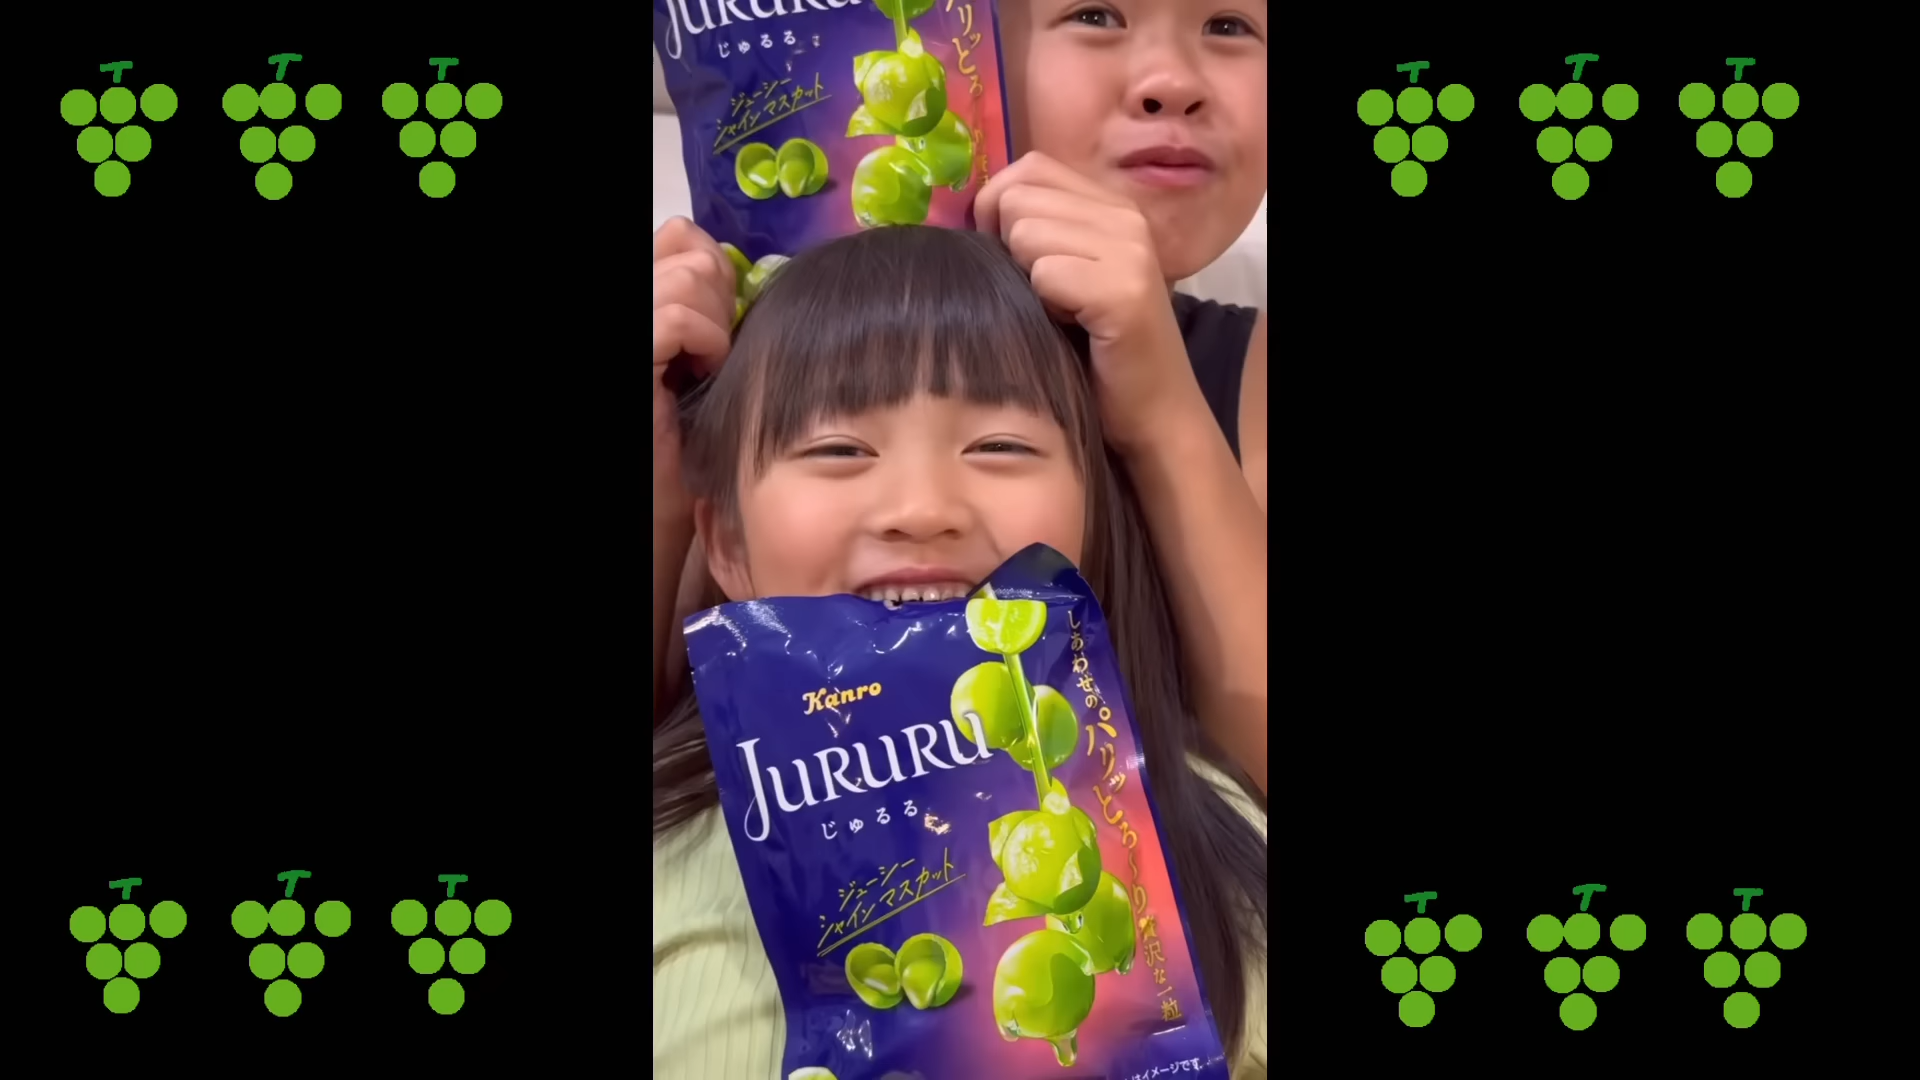 Jururu
じゅるる
ジューシー
シャインマスカット
Kanro
JURURU
じゅるる
ジューシー
シャインマスカット
しあわせのパリッとろ〜り贅沢な一粒
はイメージです。